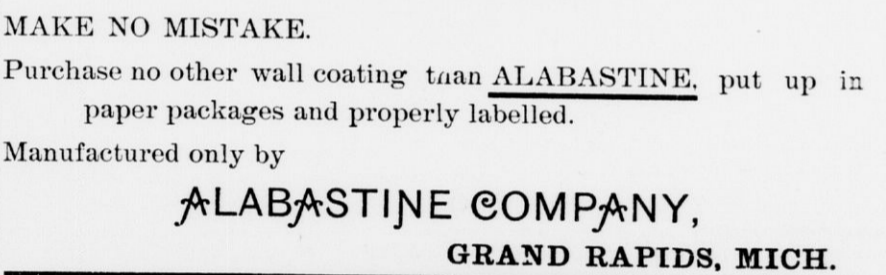 MAKE NO MISTAKE.
Purchase no other wall coating than ALABASTINE, put up in
paper packages and properly labelled.
Manufactured only by
ALABASTINE COMPANY,
GRAND RAPIDS, MICH.